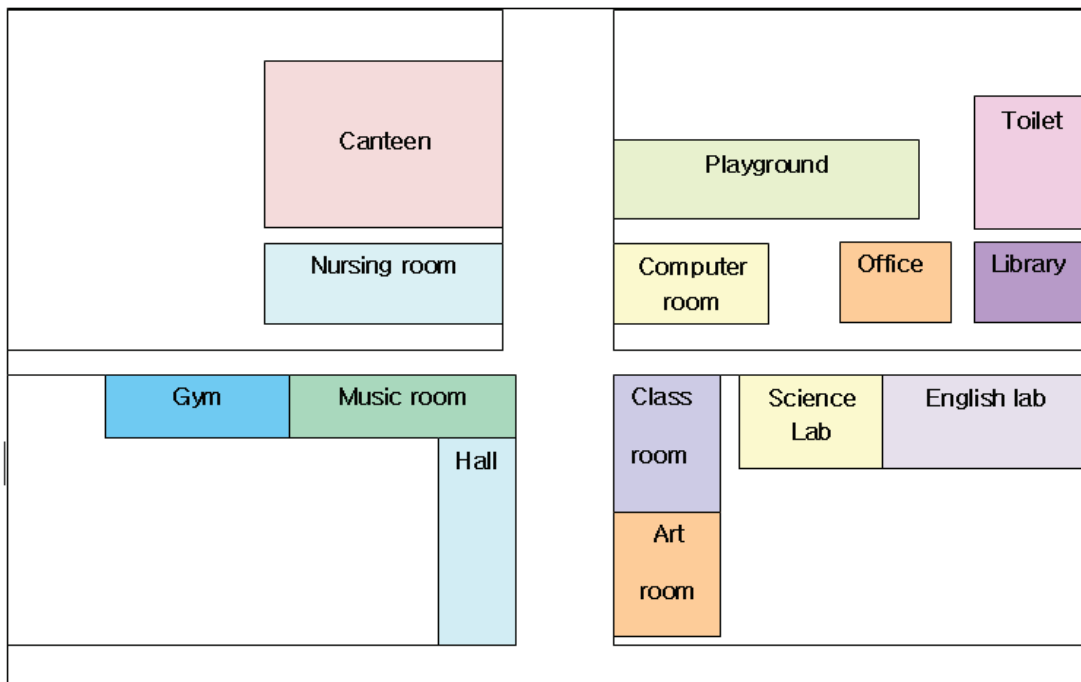 Canteen
Toilet
Playground
Nursing room
Computer
room
Office
Library
Gym
Music room
Hall
Class
room
Art
room
Science
Lab
English lab